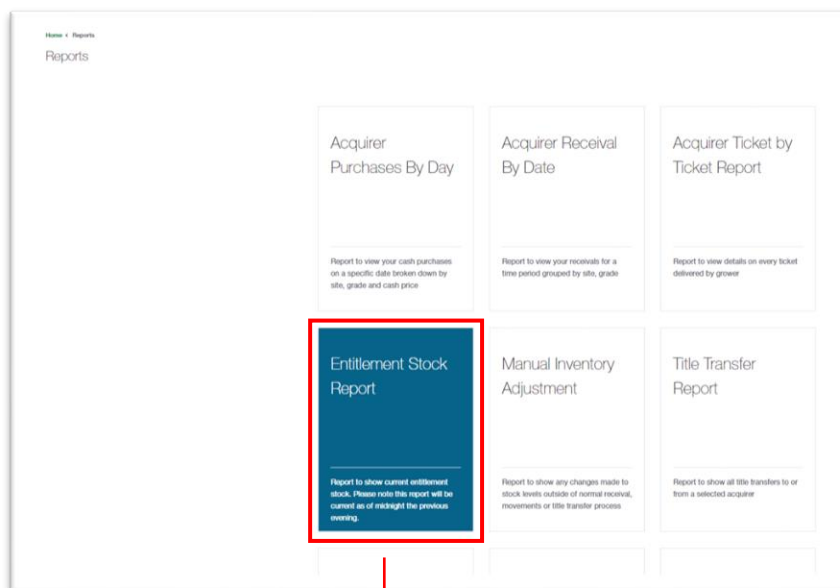 Home < Reports
Reports
Acquirer
Purchases By Day
Report to view your cash purchases
on a specific date broken down by
site, grade and cash price
Acquirer Receival
By Date
Report to view your receivals for a
time period grouped by site, grade
Acquirer Ticket by
Ticket Report
Report to view details on every ticket
delivered by grower
Entitlement Stock
Report
Report to show current entitlement
stock. Please note this report will be
current as of midnight the previous
evening.
Manual Inventory
Adjustment
Report to show any changes made to
stock levels outside of normal receival,
movements or title transfer process
Title Transfer
Report
Report to show all title transfers to or
from a selected acquirer